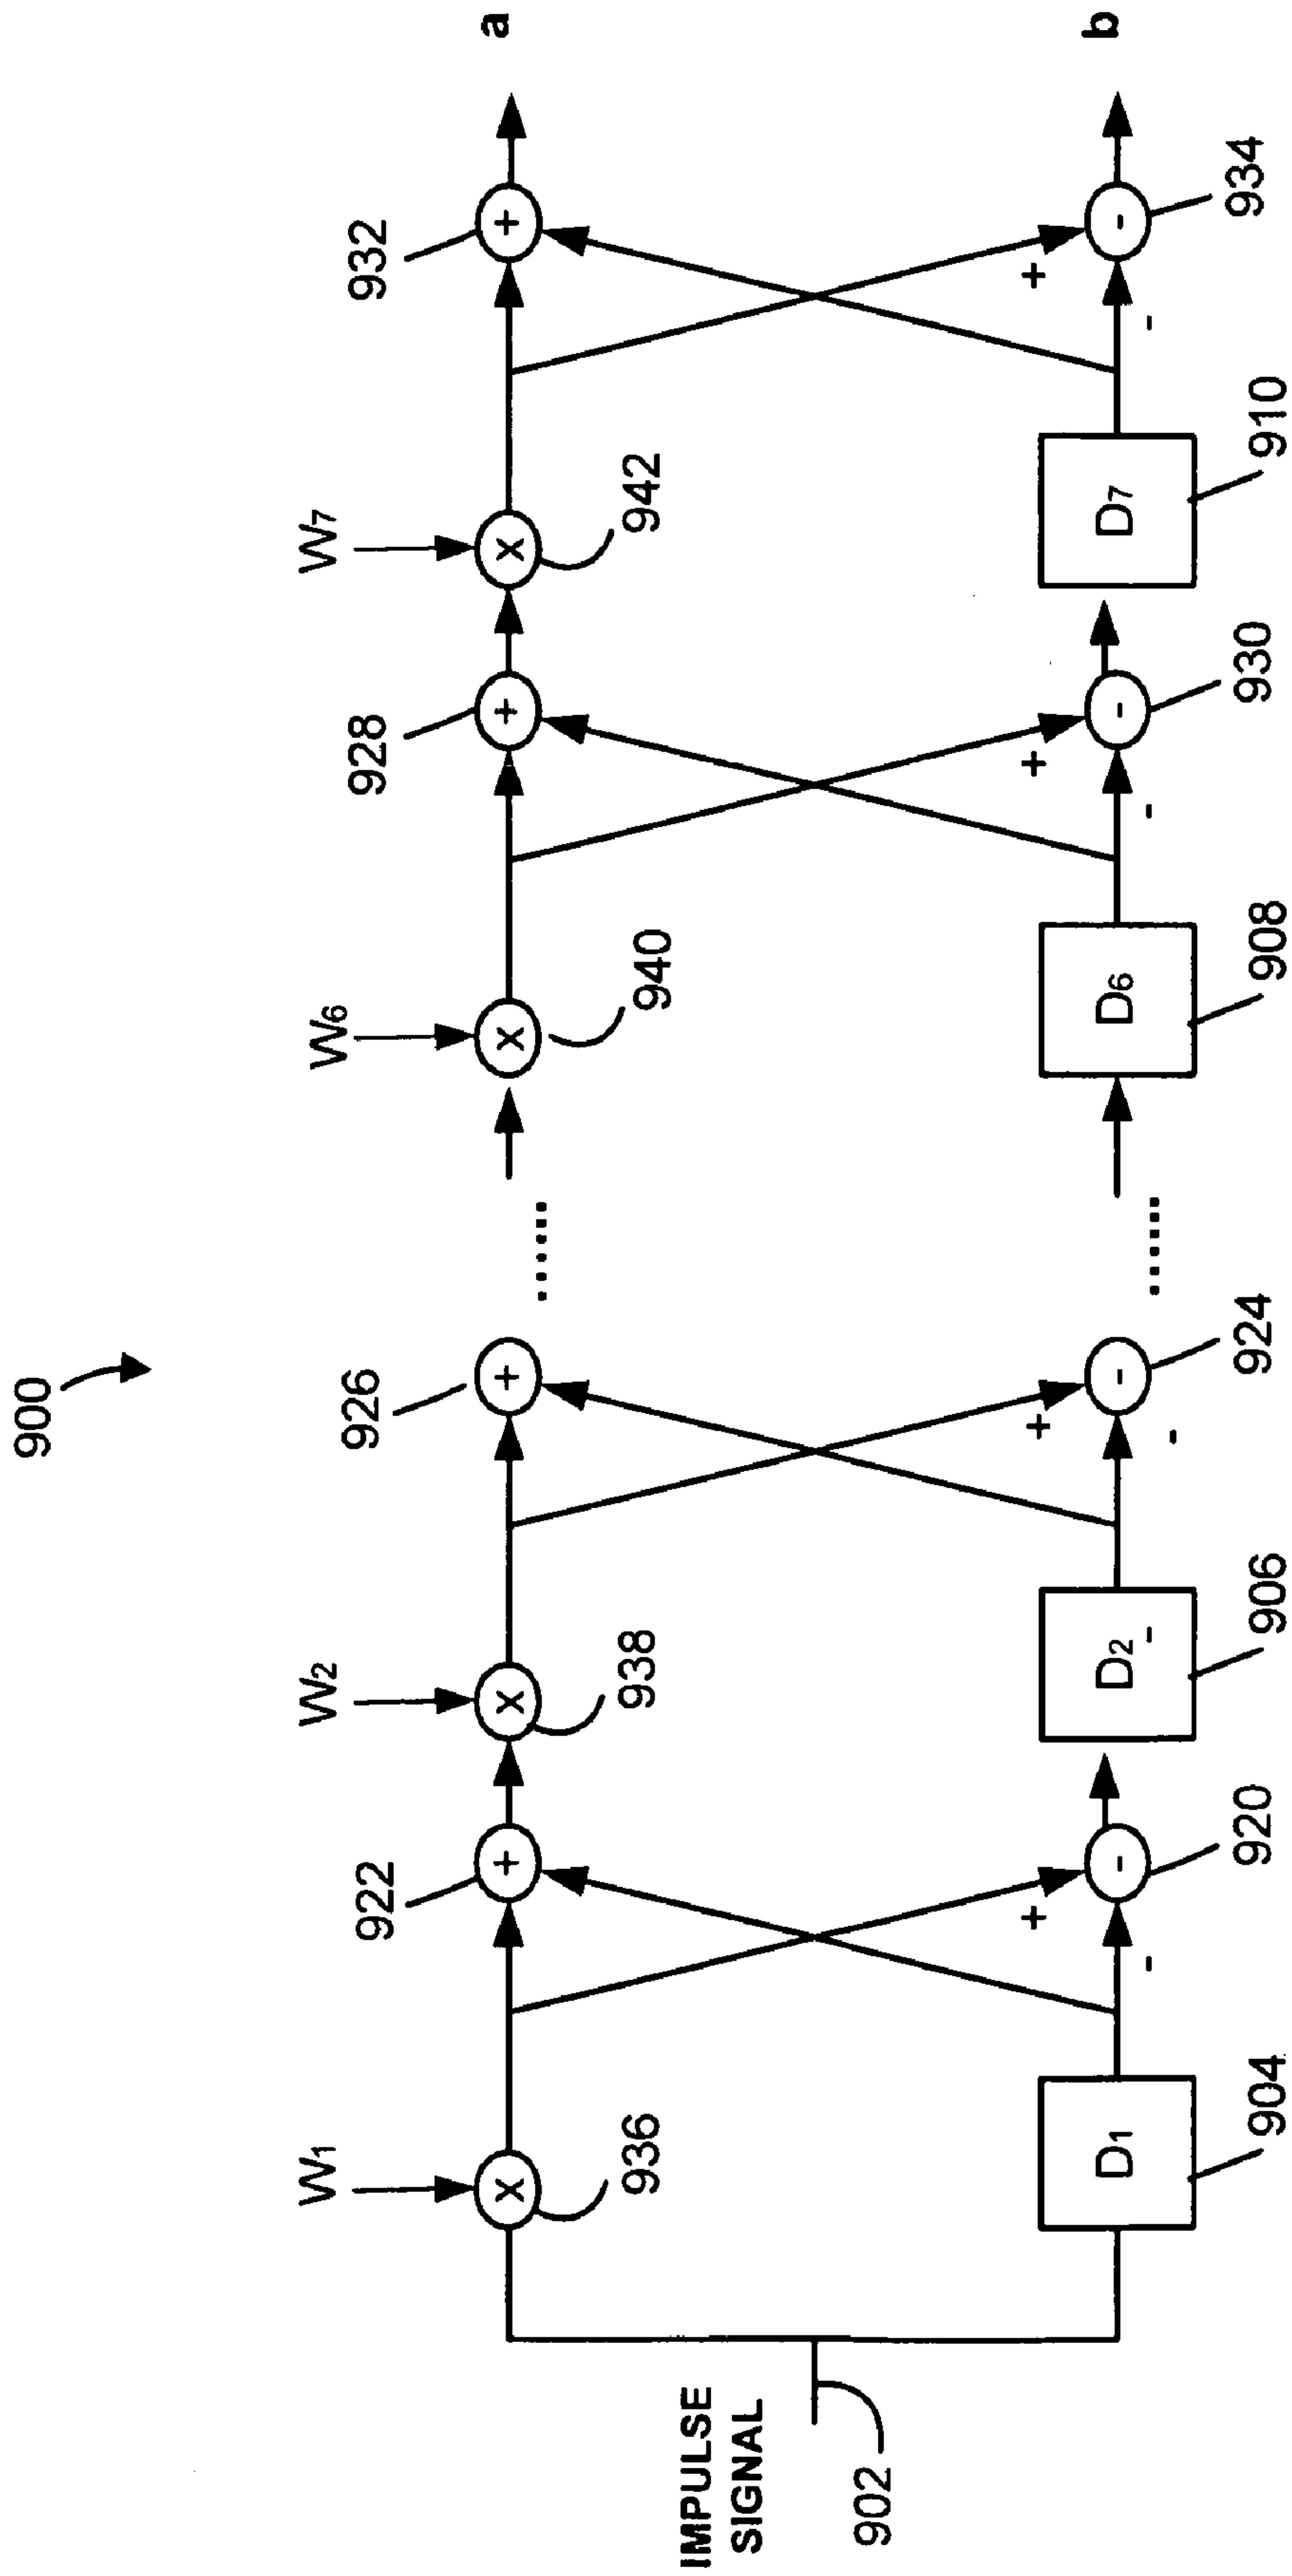 900
W1
W2
W6
W7
922
926
928
932
a
+
+
+
+
X
X
X
X
936
938
940
942
IMPULSE
SIGNAL
902
+
+
+
+
-
-
-
-
b
D1
D2
-
D6
D7
-
-
-
-
904
920
906
924
908
930
910
934
.......
.......